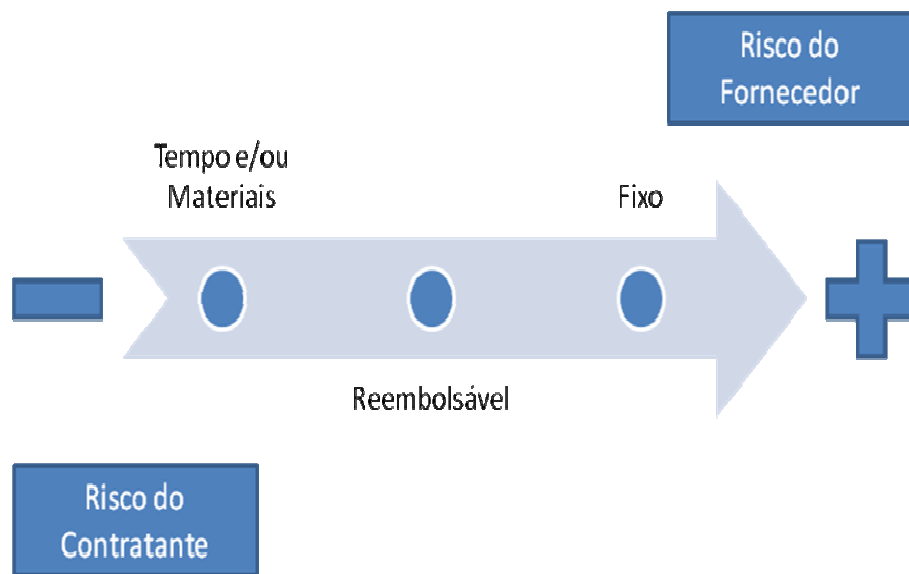 Risco do
Fornecedor
Tempo e/ou
Materiais
Fixo
Reembolsável
Risco do
Contratante